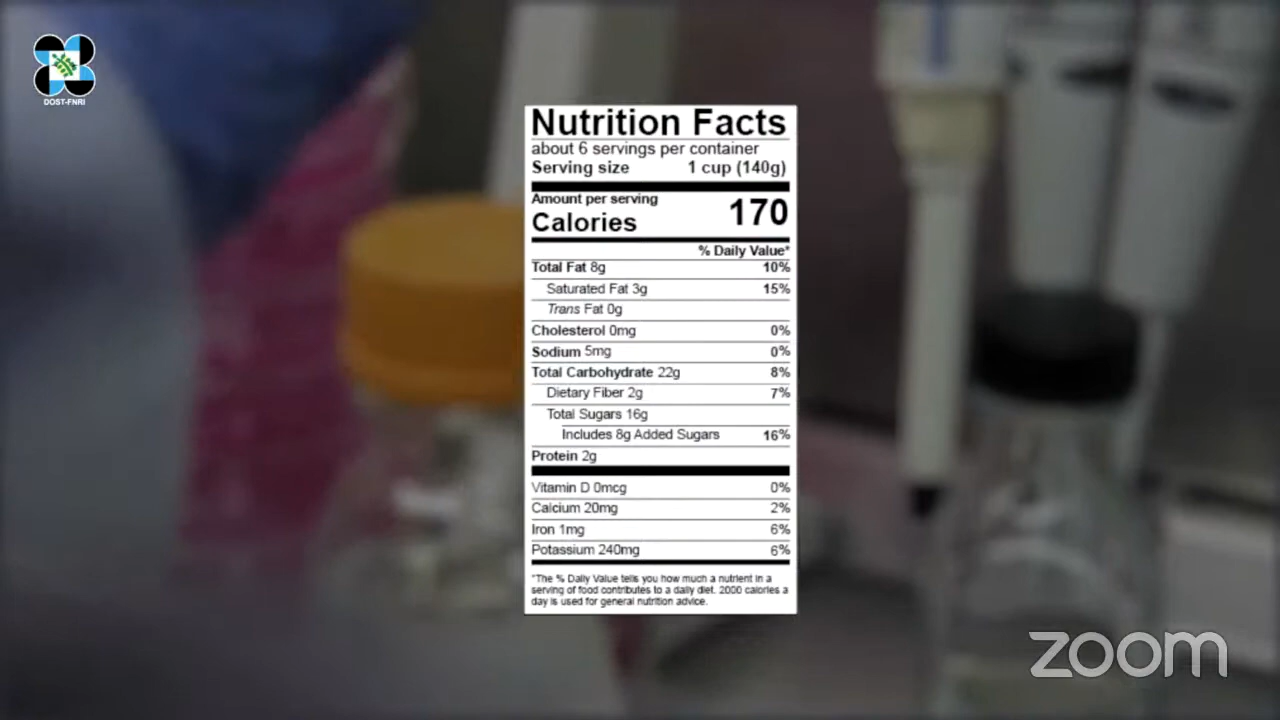 DOST-FNRI
Nutrition Facts
about 6 servings per container
Serving size 1 cup (140g)
Amount per serving
Calories 170
% Daily Value*
Total Fat 8g 10%
Saturated Fat 3g 15%
Trans Fat 0g
Cholesterol 0mg 0%
Sodium 5mg 0%
Total Carbohydrate 22g 8%
Dietary Fiber 2g 7%
Total Sugars 16g
Includes 8g Added Sugars 16%
Protein 2g
Vitamin D 0mcg 0%
Calcium 20mg 2%
Iron 1mg 6%
Potassium 240mg 6%
*The % Daily Value tells you how much a nutrient in a
serving of food contributes to a daily diet. 2000 calories a
day is used for general nutrition advice.
zoom